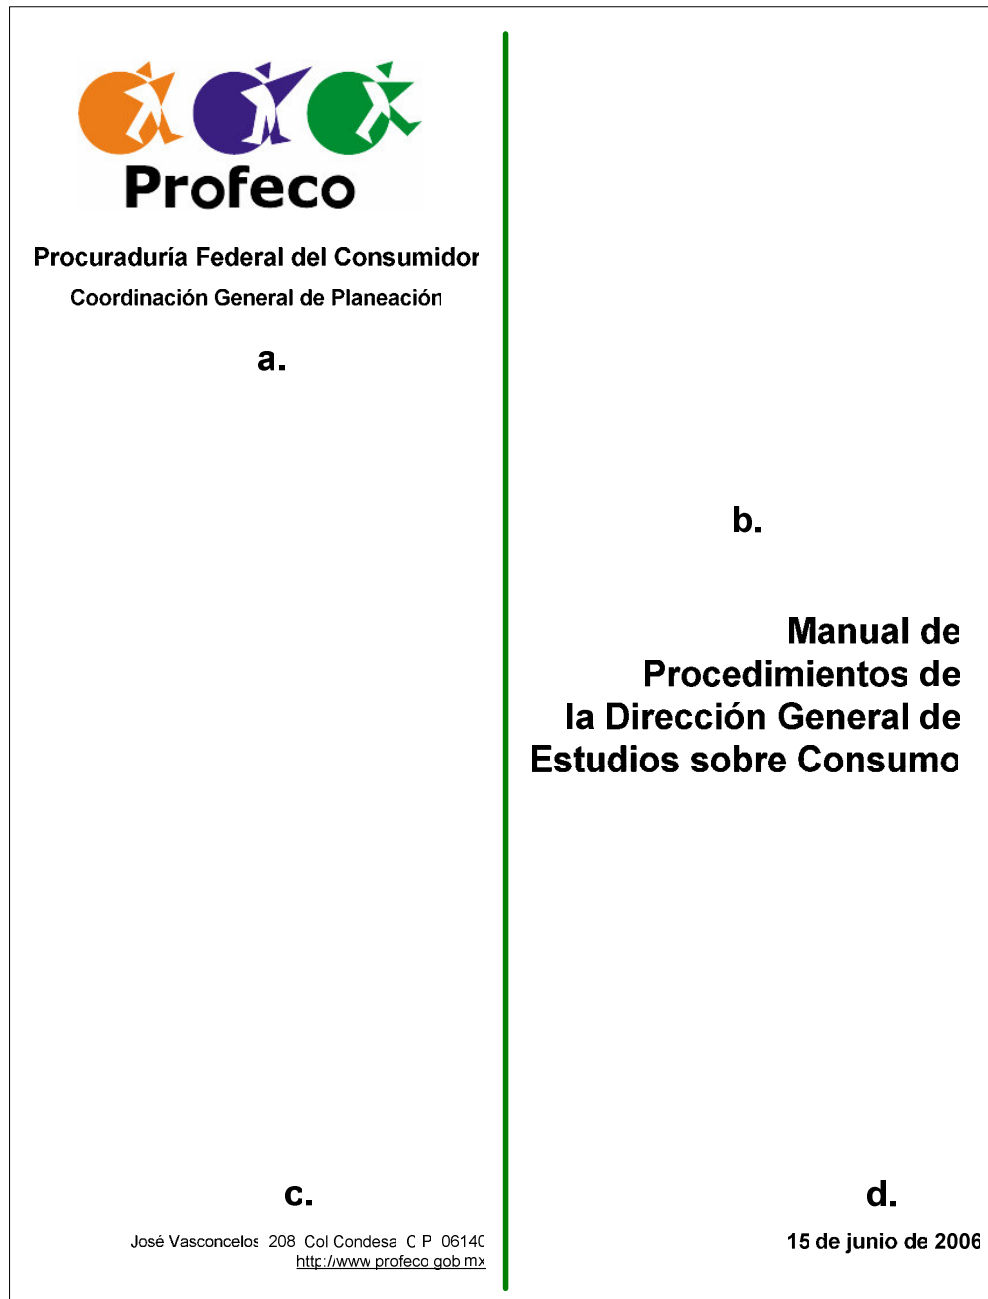 Profeco
Procuraduría Federal del Consumidor
Coordinación General de Planeación
a.
b.
Manual de
Procedimientos de
la Dirección General de
Estudios sobre Consumo
c.
José Vasconcelos 208 Col Condesa C P 06140
http://www profeco gob mx
d.
15 de junio de 2006